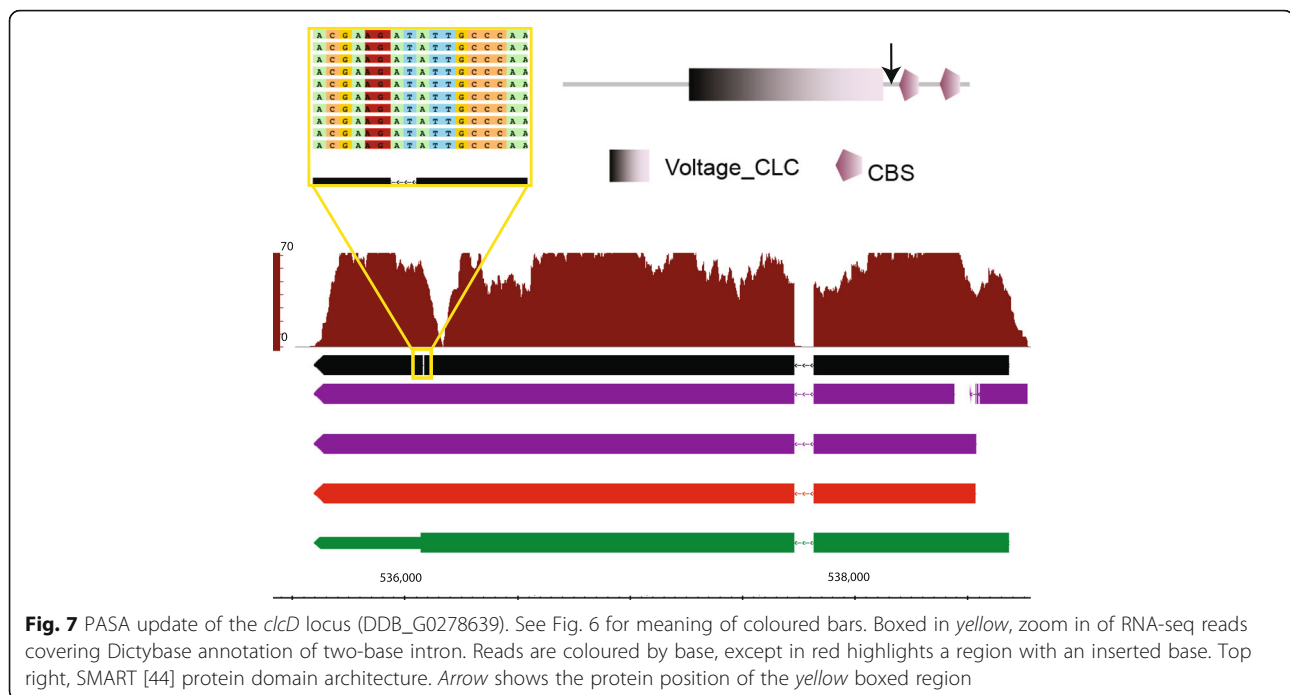 A C G A A G A T A T T G C C C A A
A C G A A G A T A T T G C C C A A
A C G A A G A T A T T G C C C A A
A C G A A G A T A T T G C C C A A
A C G A A G A T A T T G C C C A A
A C G A A G A T A T T G C C C A A
A C G A A G A T A T T G C C C A A
A C G A A G A T A T T G C C C A A
A C G A A G A T A T T G C C C A A
A C G A A G A T A T T G C C C A A
Voltage_CLC
CBS
70
0
536,000
538,000
Fig. 7 PASA update of the clcD locus (DDB_G0278639). See Fig. 6 for meaning of coloured bars. Boxed in yellow, zoom in of RNA-seq reads
covering Dictybase annotation of two-base intron. Reads are coloured by base, except in red highlights a region with an inserted base. Top
right, SMART [44] protein domain architecture. Arrow shows the protein position of the yellow boxed region